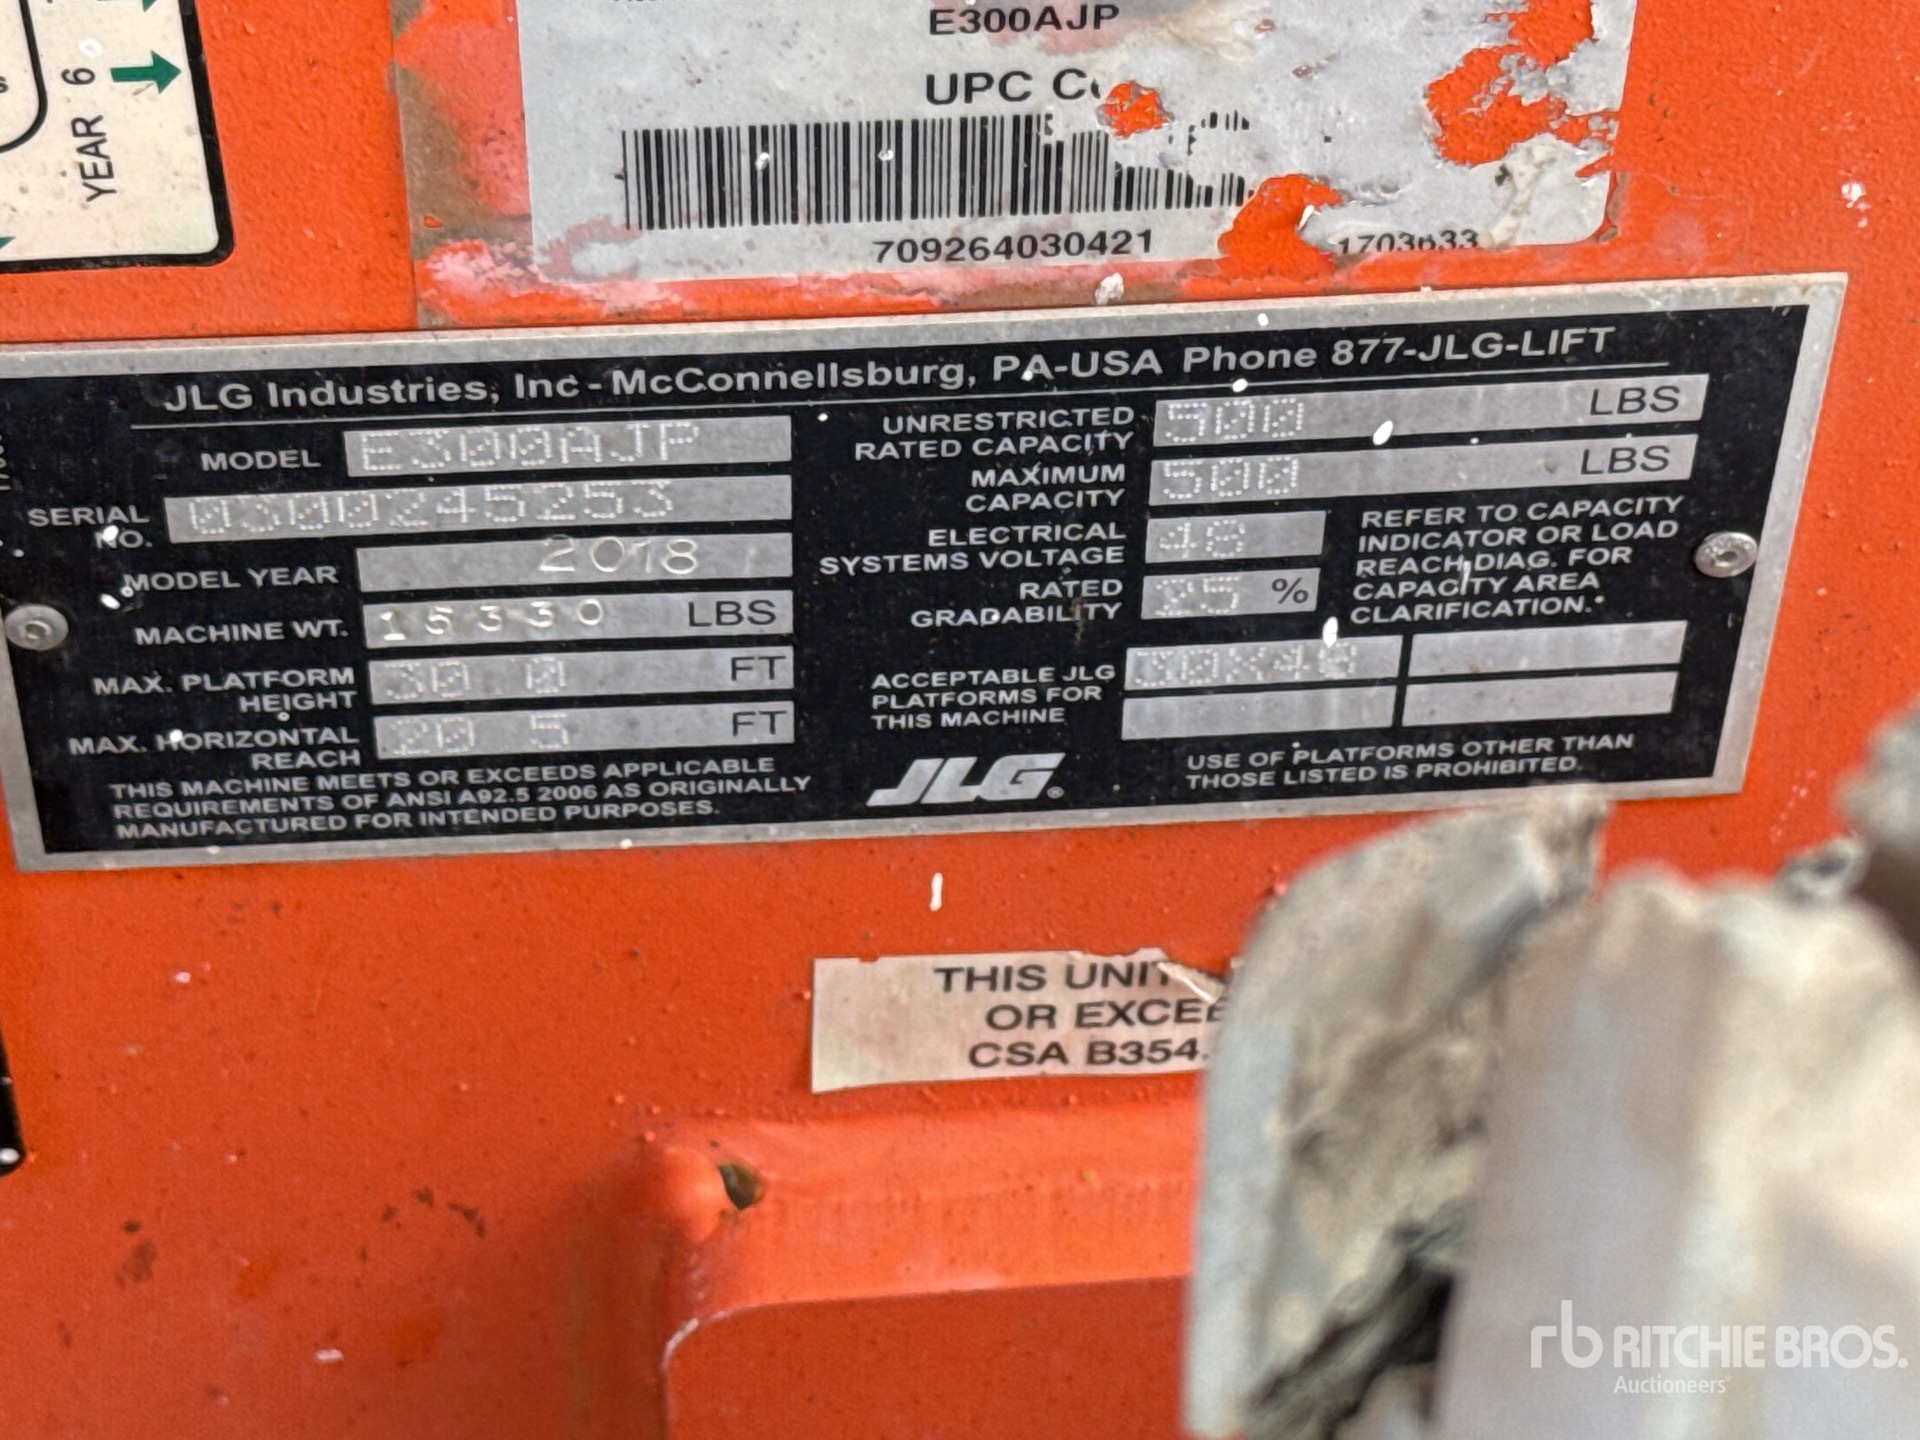 YEAR 6
E300AJP
UPC
709264030421
JLG Industries, Inc - McConnellsburg, PA-USA Phone 877-JLG-LIFT
MODEL E300AJP
SERIAL NO. 0300245253
MODEL YEAR 2018
MACHINE WT. 15330 LBS
MAX. PLATFORM HEIGHT 30 0 FT
MAX. HORIZONTAL REACH 20 5 FT
THIS MACHINE MEETS OR EXCEEDS APPLICABLE
REQUIREMENTS OF ANSI A92.5 2006 AS ORIGINALLY
MANUFACTURED FOR INTENDED PURPOSES.
UNRESTRICTED RATED CAPACITY 500 LBS
MAXIMUM CAPACITY 500 LBS
ELECTRICAL SYSTEMS VOLTAGE 48
RATED GRADABILITY 25 %
REFER TO CAPACITY
INDICATOR OR LOAD
REACH DIAG. FOR
CAPACITY AREA
CLARIFICATION.
ACCEPTABLE JLG
PLATFORMS FOR
THIS MACHINE
30X48
JLG®
USE OF PLATFORMS OTHER THAN
THOSE LISTED IS PROHIBITED.
THIS UNIT
OR EXCEE
CSA B354.
rb RITCHIE BROS.
Auctioneers